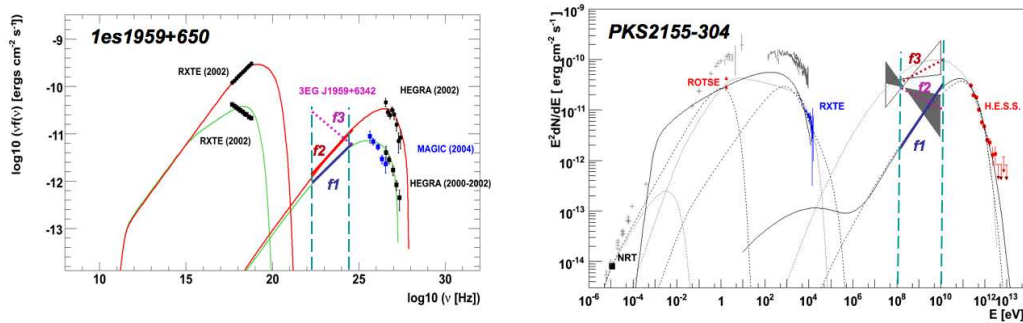 1es1959+650
log10 (νf(ν) [ergs cm⁻² s⁻¹])
-9
-10
-11
-12
-13
RXTE (2002)
RXTE (2002)
3EG J1959+6342
f3
f2
f1
HEGRA (2002)
MAGIC (2004)
HEGRA (2000-2002)
10
15
20
25
30
log10 (ν [Hz])
PKS2155-304
E²dN/dE [erg cm⁻² s⁻¹]
10⁻⁹
10⁻¹⁰
10⁻¹¹
10⁻¹²
10⁻¹³
10⁻¹⁴
ROTSE
RXTE
f3
f2
f1
H.E.S.S.
NRT
10⁻⁶ 10⁻⁴ 10⁻² 1 10² 10⁴ 10⁶ 10⁸ 10¹⁰ 10¹² 10¹³
E [eV]